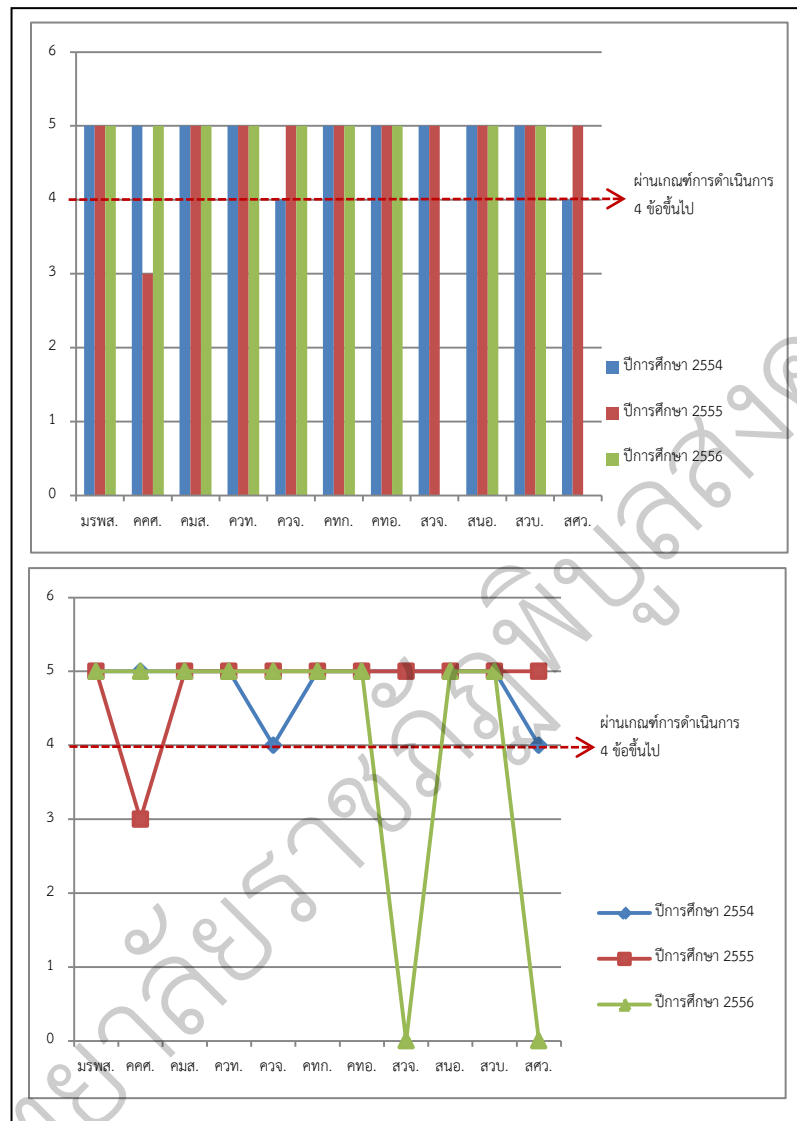 6
5
4
3
2
1
0
มรพส. คคศ. คมส. ควท. ควจ. คทก. คทอ. สวจ. สนอ. สวบ. สศว.
ผ่านเกณฑ์การดำเนินการ
4 ข้อขึ้นไป
ปีการศึกษา 2554
ปีการศึกษา 2555
ปีการศึกษา 2556
6
5
4
3
2
1
0
มรพส. คคศ. คมส. ควท. ควจ. คทก. คทอ. สวจ. สนอ. สวบ. สศว.
ผ่านเกณฑ์การดำเนินการ
4 ข้อขึ้นไป
ปีการศึกษา 2554
ปีการศึกษา 2555
ปีการศึกษา 2556